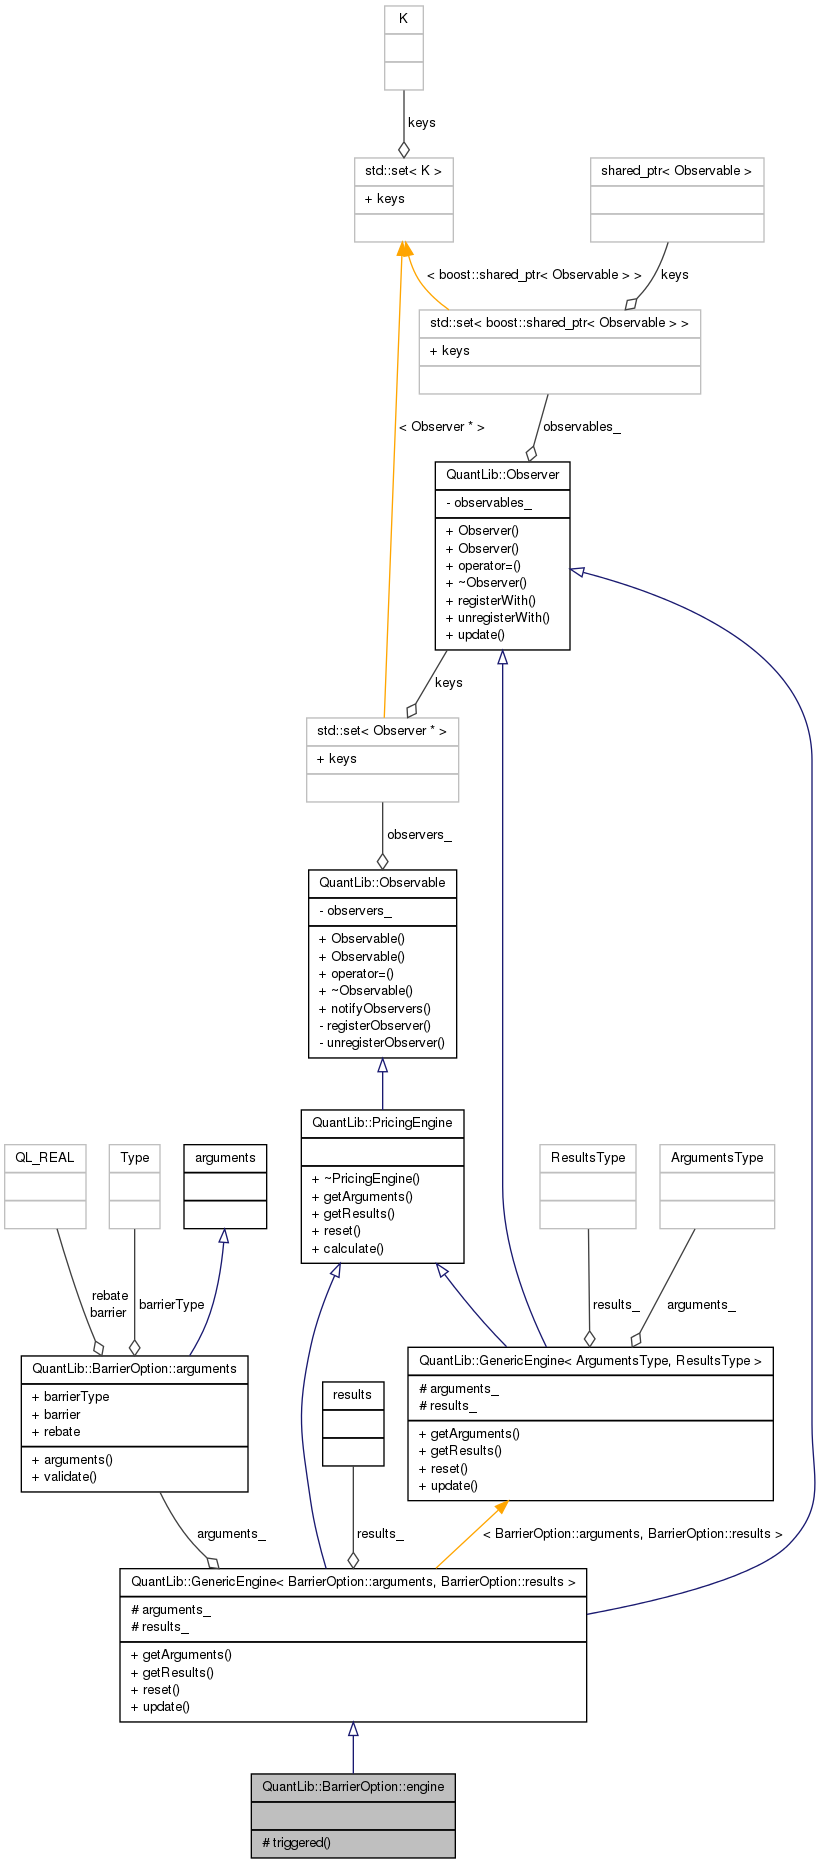 K
keys
std::set< K >
+ keys
shared_ptr< Observable >
< boost::shared_ptr< Observable > >
keys
std::set< boost::shared_ptr< Observable > >
+ keys
< Observer * >
observables_
QuantLib::Observer
- observables_
+ Observer()
+ Observer()
+ operator=()
+ ~Observer()
+ registerWith()
+ unregisterWith()
+ update()
keys
std::set< Observer * >
+ keys
observers_
QuantLib::Observable
- observers_
+ Observable()
+ Observable()
+ operator=()
+ ~Observable()
+ notifyObservers()
- registerObserver()
- unregisterObserver()
QuantLib::PricingEngine
+ ~PricingEngine()
+ getArguments()
+ getResults()
+ reset()
+ calculate()
QL_REAL
Type
arguments
ResultsType
ArgumentsType
rebate
barrier
barrierType
results_
arguments_
QuantLib::BarrierOption::arguments
+ barrierType
+ barrier
+ rebate
+ arguments()
+ validate()
results
QuantLib::GenericEngine< ArgumentsType, ResultsType >
# arguments_
# results_
+ getArguments()
+ getResults()
+ reset()
+ update()
arguments_
results_
< BarrierOption::arguments, BarrierOption::results >
QuantLib::GenericEngine< BarrierOption::arguments, BarrierOption::results >
# arguments_
# results_
+ getArguments()
+ getResults()
+ reset()
+ update()
QuantLib::BarrierOption::engine
# triggered()